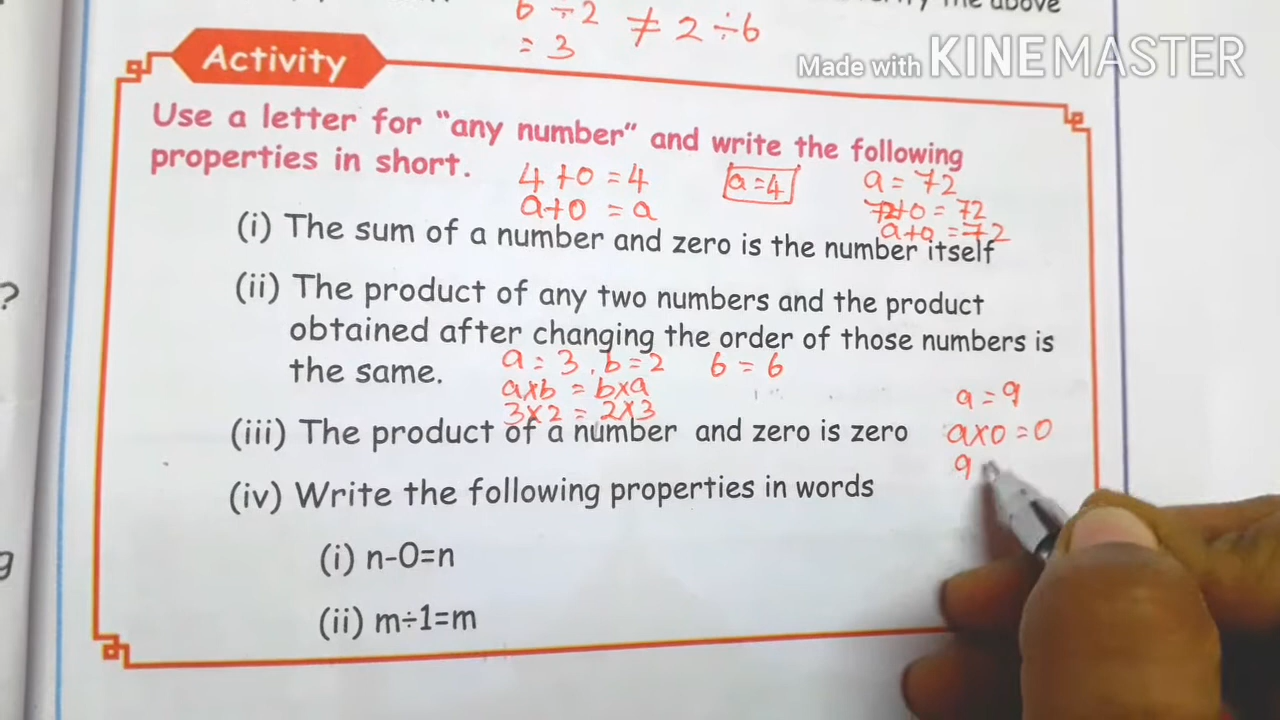 the above
6 ÷ 2 ≠ 2 ÷ 6
= 3
Made with KINEMASTER
Activity
Use a letter for “any number” and write the following
properties in short.
4 + 0 = 4
a = 4
a = 72
a + 0 = a
72 + 0 = 72
a + 0 = 72
(i) The sum of a number and zero is the number itself
(ii) The product of any two numbers and the product
obtained after changing the order of those numbers is
the same.
a = 3, b = 2 b = 6
a × b = b × a
3 × 2 = 2 × 3
a = 9
(iii) The product of a number and zero is zero
a × 0 = 0
9
(iv) Write the following properties in words
(i) n-0=n
(ii) m÷1=m
?
g